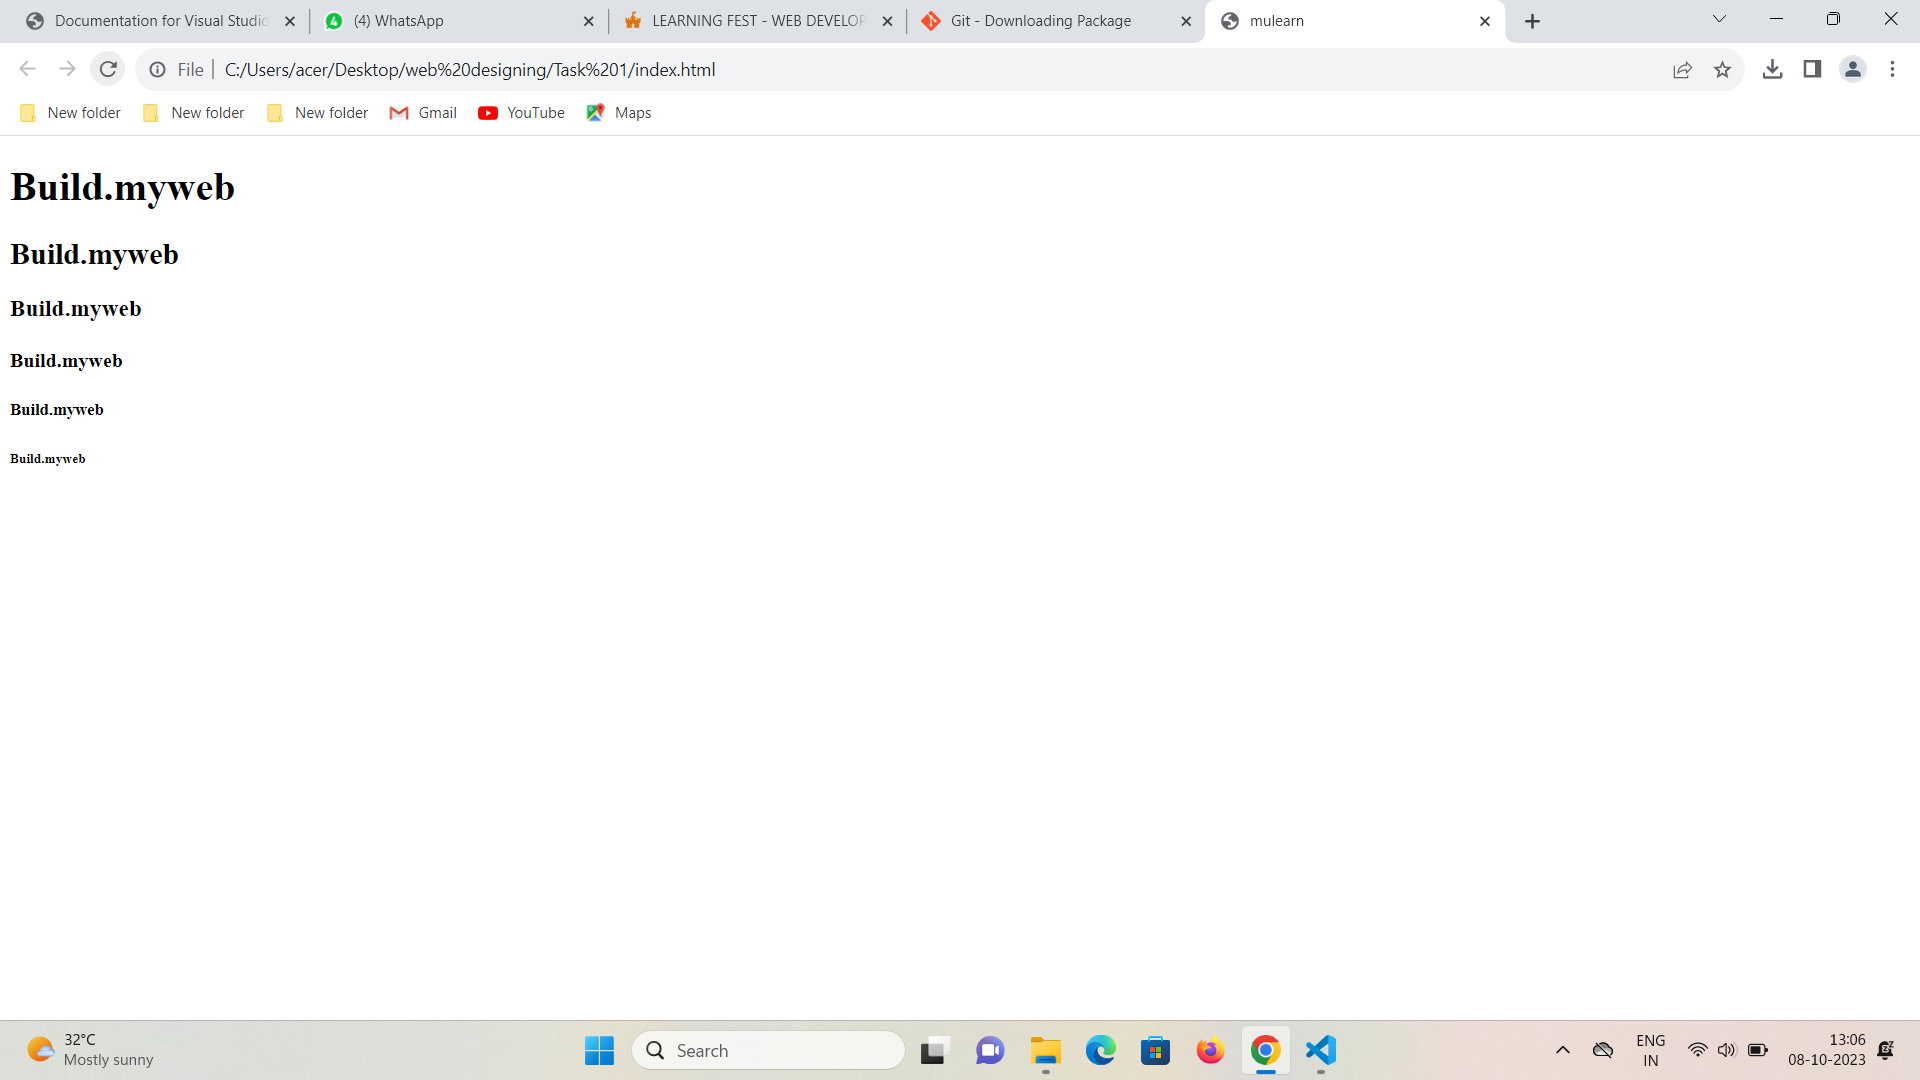 Documentation for Visual Studio
(4) WhatsApp
LEARNING FEST - WEB DEVELOP
Git - Downloading Package
mulearn
File
C:/Users/acer/Desktop/web%20designing/Task%201/index.html
New folder
New folder
New folder
Gmail
YouTube
Maps
Build.myweb
Build.myweb
Build.myweb
Build.myweb
Build.myweb
Build.myweb
32°C
Mostly sunny
Search
ENG
IN
13:06
08-10-2023